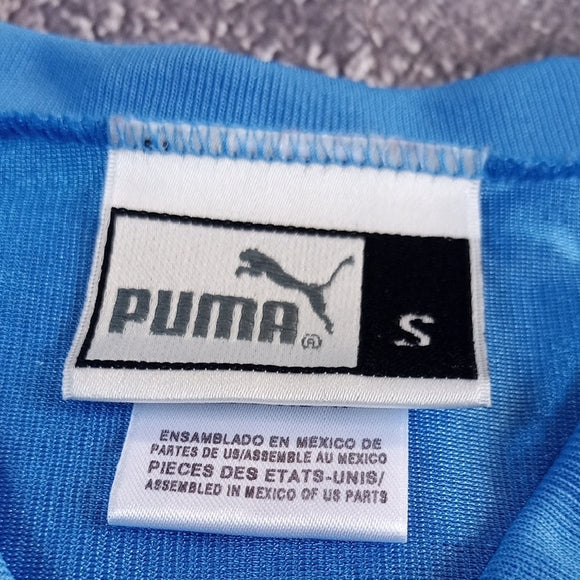 PUMA® S
ENSAMBLADO EN MEXICO DE
PARTES DE US/ASSEMBLE AU MEXICO
PIECES DES ETATS-UNIS/
ASSEMBLED IN MEXICO OF US PARTS